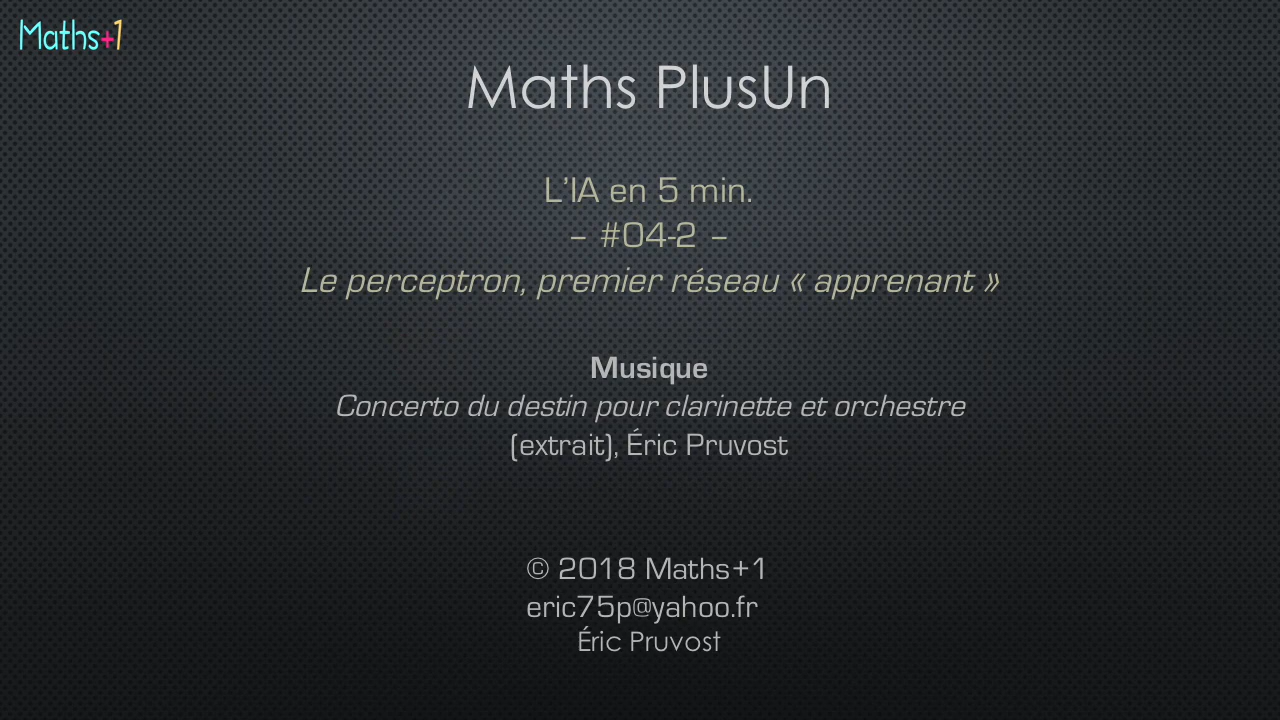 Maths+1
Maths PlusUn
L’IA en 5 min.
– #04-2 –
Le perceptron, premier réseau « apprenant »
Musique
Concerto du destin pour clarinette et orchestre
(extrait), Éric Pruvost
© 2018 Maths+1
eric75p@yahoo.fr
Éric Pruvost